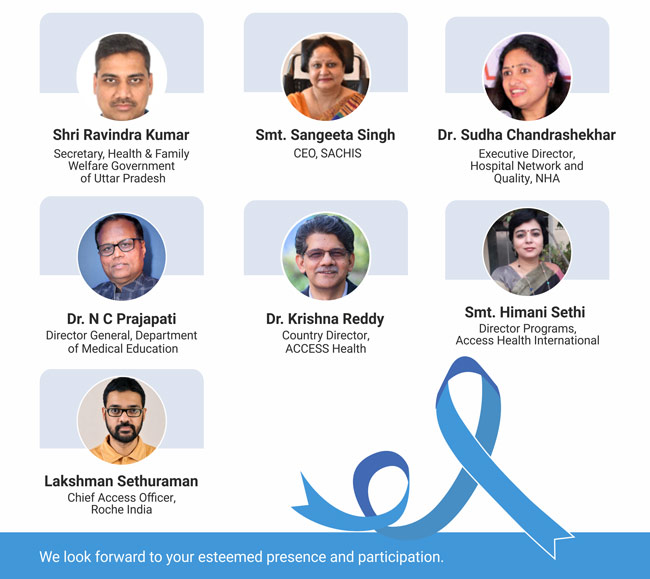 Shri Ravindra Kumar
Secretary, Health & Family
Welfare Government
of Uttar Pradesh
Smt. Sangeeta Singh
CEO, SACHIS
Dr. Sudha Chandrashekhar
Executive Director,
Hospital Network and
Quality, NHA
Dr. N C Prajapati
Director General, Department
of Medical Education
Dr. Krishna Reddy
Country Director,
ACCESS Health
Smt. Himani Sethi
Director Programs,
Access Health International
Lakshman Sethuraman
Chief Access Officer,
Roche India
We look forward to your esteemed presence and participation.